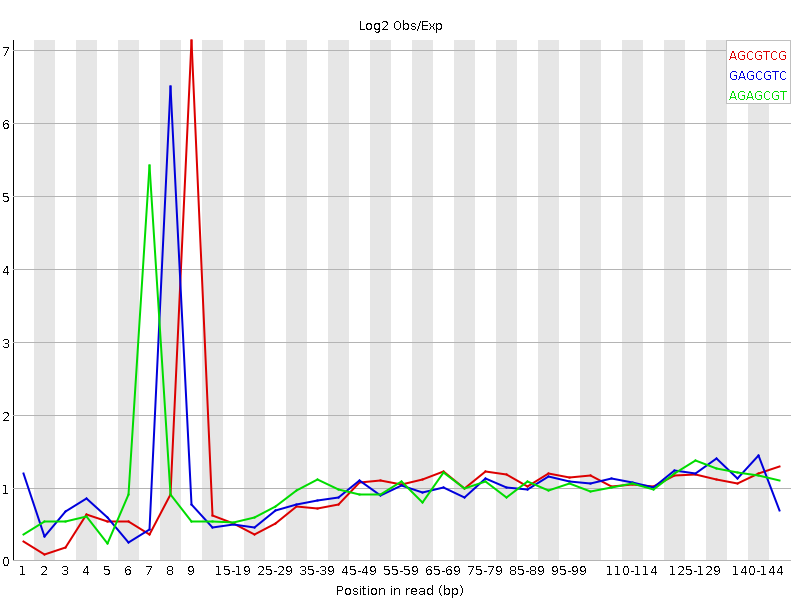 Log2 Obs/Exp
AGCGTCG
GAGCGTC
AGAGCGT
7
6
5
4
3
2
1
0
1 2 3 4 5 6 7 8 9 15-19 25-29 35-39 45-49 55-59 65-69 75-79 85-89 95-99 110-114 125-129 140-144
Position in read (bp)